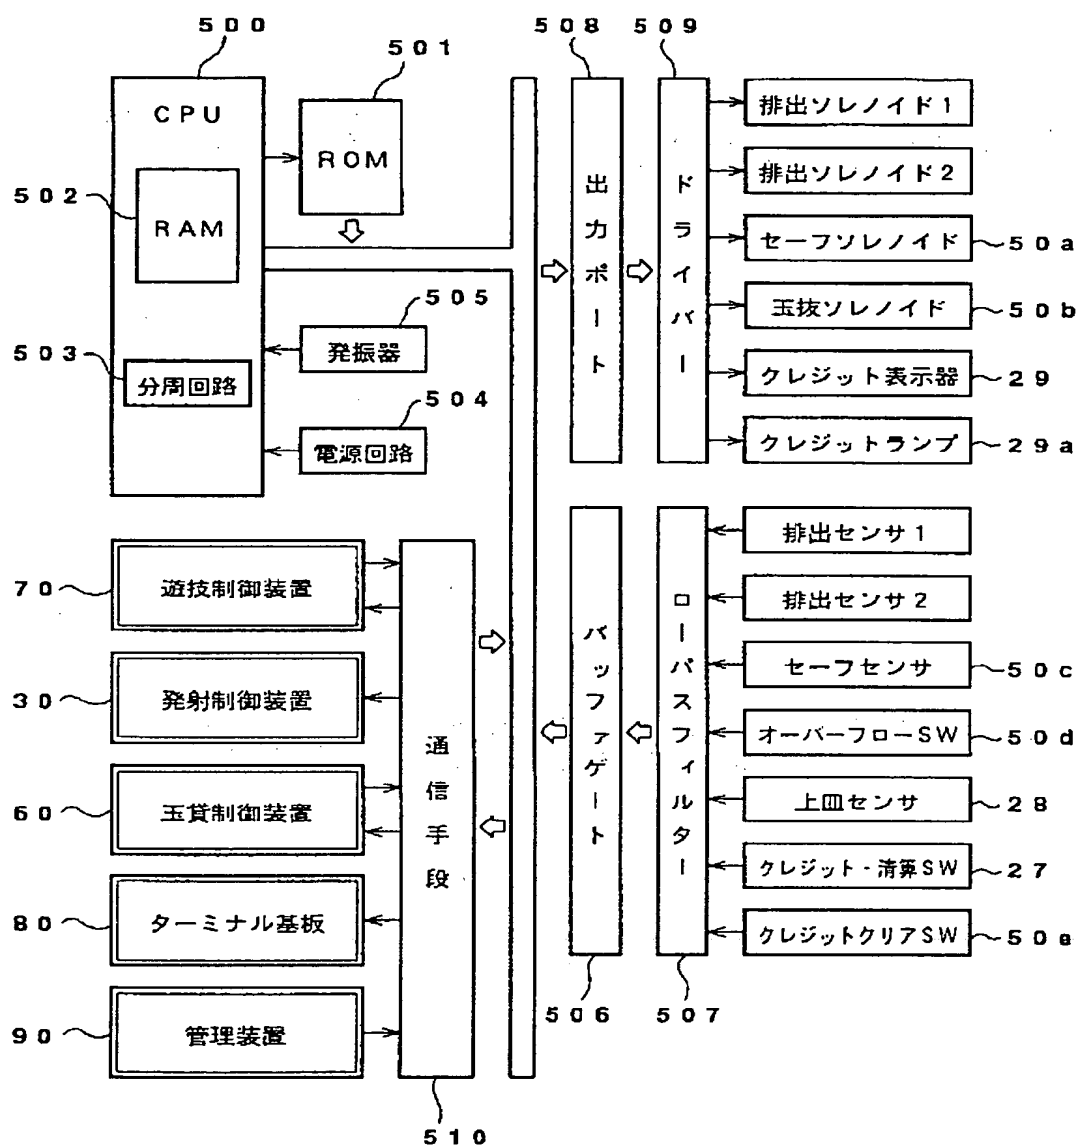 500
CPU
502
RAM
503
分周回路
501
ROM
505
発振器
504
電源回路
508
出力ポート
509
ドライバー
排出ソレノイド1
排出ソレノイド2
セーフソレノイド
50a
玉抜ソレノイド
50b
クレジット表示器
29
クレジットランプ
29a
70
遊技制御装置
30
発射制御装置
60
玉貸制御装置
80
ターミナル基板
90
管理装置
通信手段
510
バッファゲート
506
ローパスフィルター
507
排出センサ1
排出センサ2
セーフセンサ
50c
オーバーフローSW
50d
上皿センサ
28
クレジット・清算SW
27
クレジットクリアSW
50e